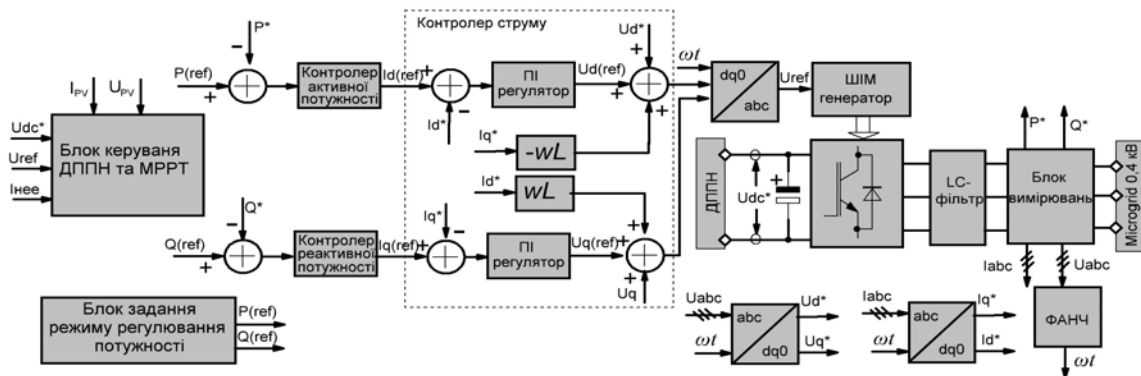 Контролер струму
P*
Ud*
ωt
P(ref)
Контролер
активної
потужності
Id(ref)
ПІ
регулятор
Ud(ref)
dq0
abc
Uref
ШІМ
генератор
IPV
UPV
Id*
P*
Q*
Udc*
Uref
Iнее
Блок керуваня
ДППН та МРРТ
Iq*
-wL
Id*
wL
ДППН
Udc*
LC-
фільтр
Блок
вимірювань
Microgrid 0,4 кВ
Q*
Iq*
Q(ref)
Контролер
реактивної
потужності
Iq(ref)
ПІ
регулятор
Uq(ref)
Uq
Iabc
Uabc
Блок задання
режиму регулювання
потужності
P(ref)
Q(ref)
Uabc
ωt
abc
dq0
Ud*
Uq*
Iabc
ωt
abc
dq0
Iq*
Id*
ФАПЧ
ωt